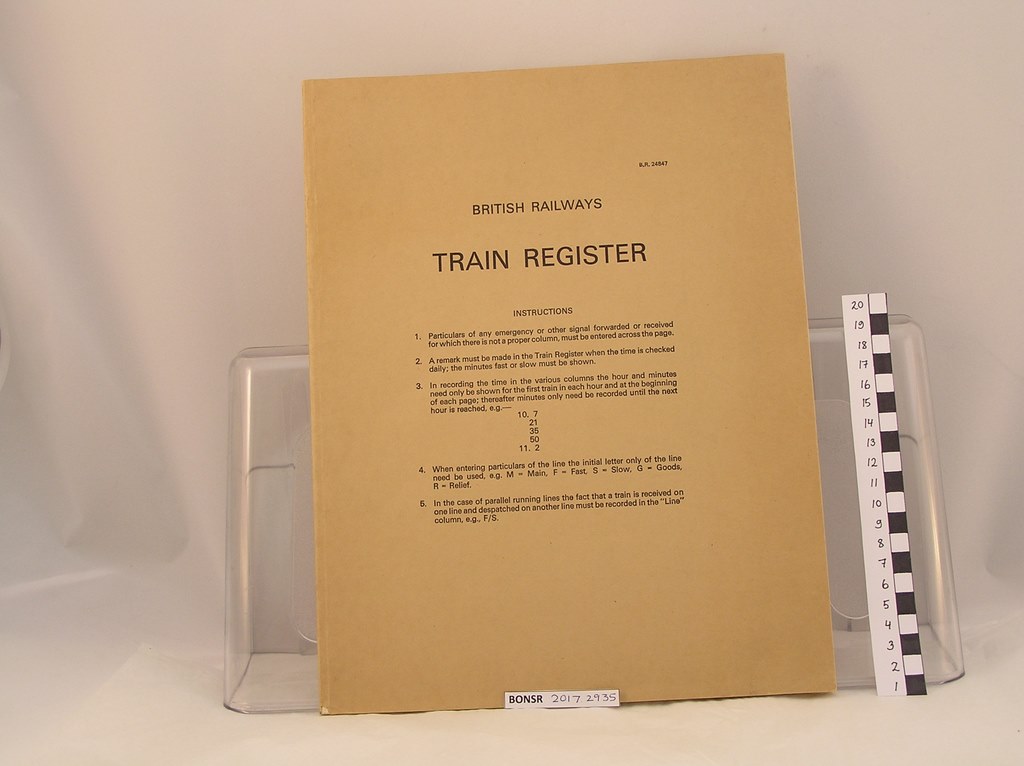 B.R. 24947
BRITISH RAILWAYS
TRAIN REGISTER
INSTRUCTIONS
1. Particulars of any emergency or other signal forwarded or received
for which there is not a proper column, must be entered across the page.
2. A remark must be made in the Train Register when the time is checked
daily; the minutes fast or slow must be shown.
3. In recording the time in the various columns the hour and minutes
need only be shown for the first train in each hour and at the beginning
of each page; thereafter minutes only need be recorded until the next
hour is reached, e.g.—
10. 7
21
35
50
11. 2
4. When entering particulars of the line the initial letter only of the line
need be used, e.g. M = Main, F = Fast, S = Slow, G = Goods,
R = Relief.
5. In the case of parallel running lines the fact that a train is received on
one line and despatched on another line must be recorded in the "Line"
column, e.g., F/S.
BONSR 2017.2935
20
19
18
17
16
15
14
13
12
11
10
9
8
7
6
5
4
3
2
1